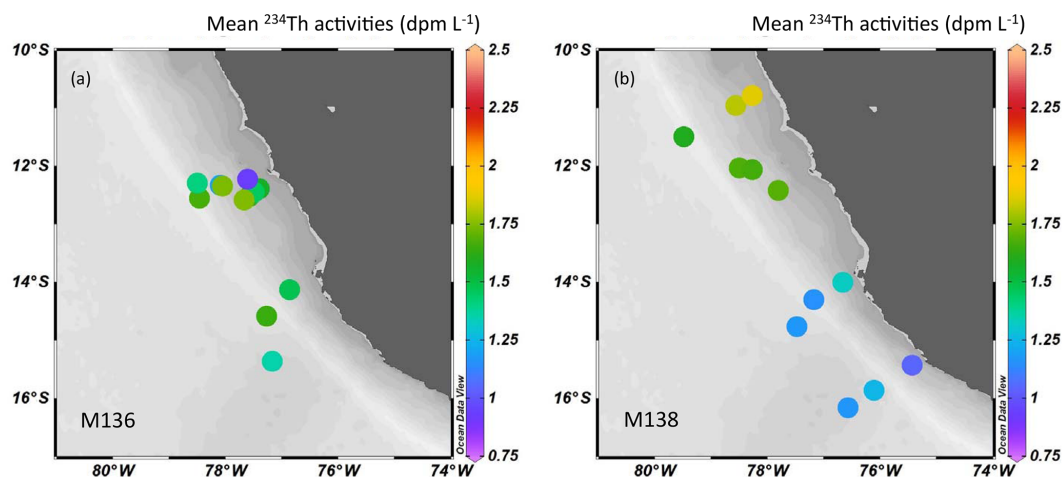 Mean ²³⁴Th activities (dpm L⁻¹)
(a)
M136
10°S
12°S
14°S
16°S
80°W
78°W
76°W
74°W
2.5
2.25
2
1.75
1.5
1.25
1
0.75
Ocean Data View
Mean ²³⁴Th activities (dpm L⁻¹)
(b)
M138
10°S
12°S
14°S
16°S
80°W
78°W
76°W
74°W
2.5
2.25
2
1.75
1.5
1.25
1
0.75
Ocean Data View